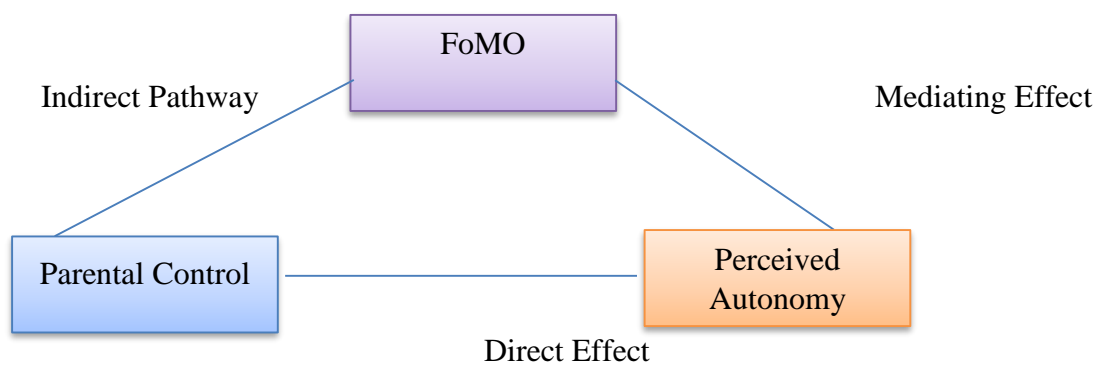 FoMO
Indirect Pathway
Mediating Effect
Parental Control
Perceived
Autonomy
Direct Effect